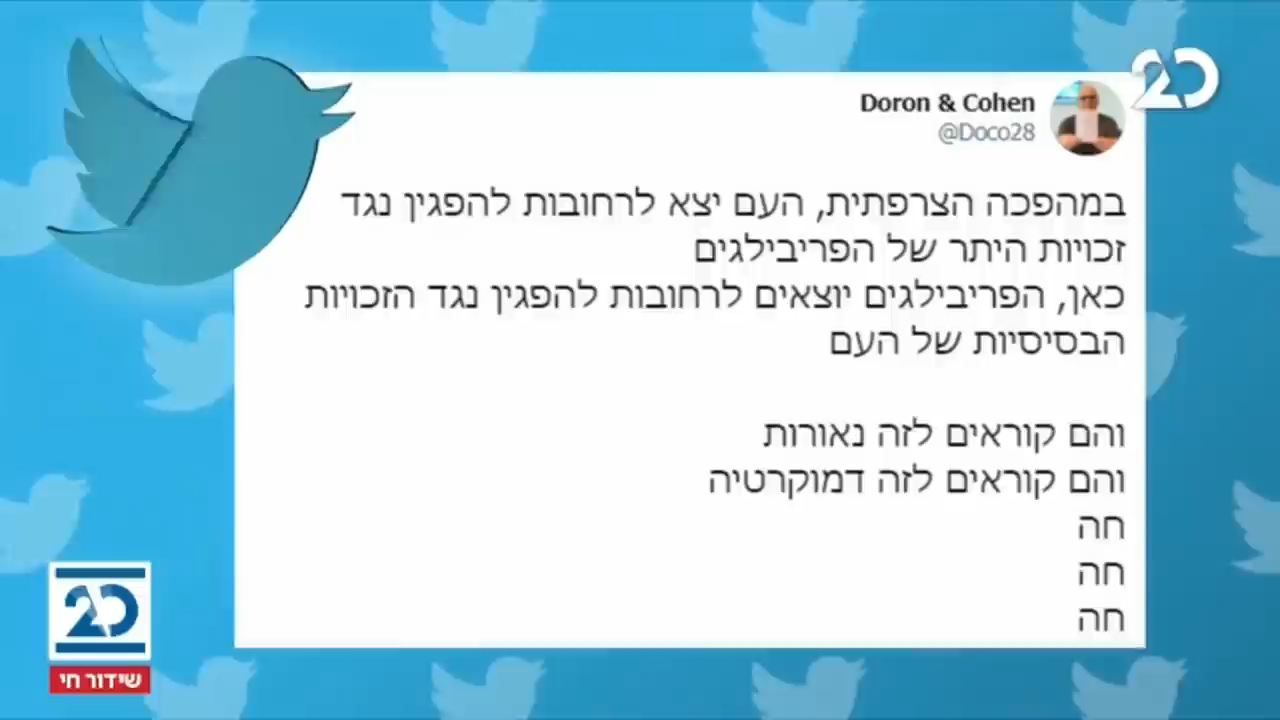 20
Doron & Cohen
@Doco28
במהפכה הצרפתית, העם יצא לרחובות להפגין נגד
זכויות היתר של הפריבילגים
כאן, הפריבילגים יוצאים לרחובות להפגין נגד הזכויות
הבסיסיות של העם
והם קוראים לזה נאורות
והם קוראים לזה דמוקרטיה
חה
חה
חה
20
שידור חי